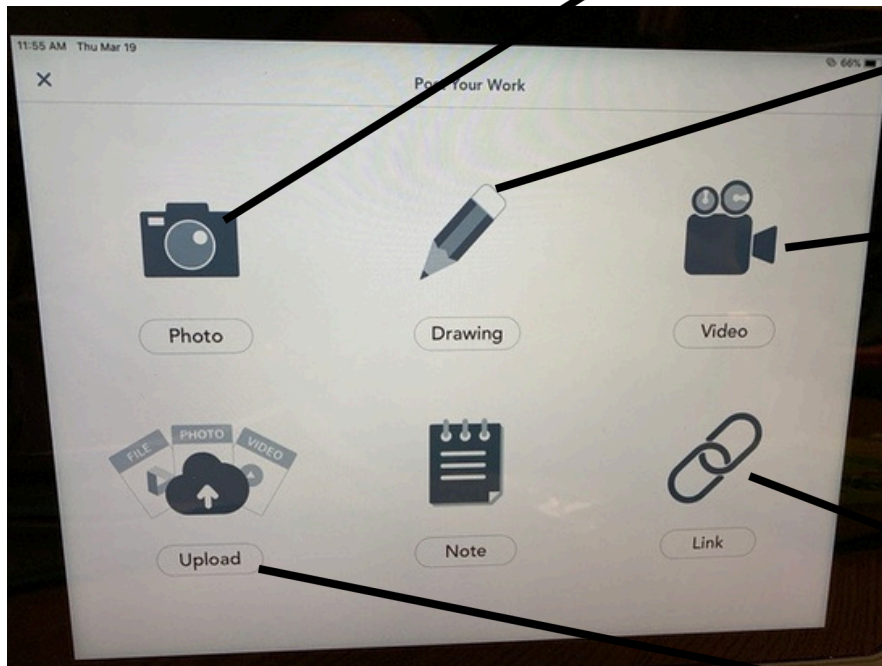 11:55 AM Thu Mar 19
66%
Post Your Work
Photo
Drawing
Video
FILE
PHOTO
VIDEO
Upload
Note
Link